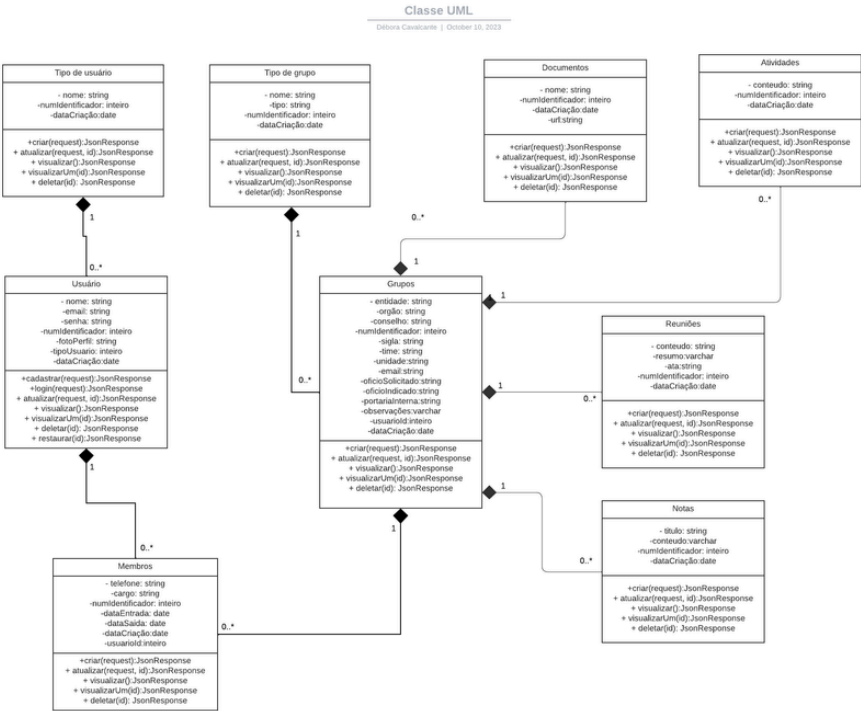 Classe UML
Débora Cavalcante | October 10, 2023
Tipo de usuário
- nome: string
-numIdentificador: inteiro
-dataCriação:date
+criar(request):JsonResponse
+ atualizar(request, id):JsonResponse
+ visualizar():JsonResponse
+ visualizarUm(id):JsonResponse
+ deletar(id): JsonResponse
1
0..*
Tipo de grupo
- nome: string
-tipo: string
-numIdentificador: inteiro
-dataCriação:date
+criar(request):JsonResponse
+ atualizar(request, id):JsonResponse
+ visualizar():JsonResponse
+ visualizarUm(id):JsonResponse
+ deletar(id): JsonResponse
1
0..*
Documentos
- nome: string
-numIdentificador: inteiro
-dataCriação:date
-url:string
+criar(request):JsonResponse
+ atualizar(request, id):JsonResponse
+ visualizar():JsonResponse
+ visualizarUm(id):JsonResponse
+ deletar(id): JsonResponse
0..*
1
Atividades
- conteudo: string
-numIdentificador: inteiro
-dataCriação:date
+criar(request):JsonResponse
+ atualizar(request, id):JsonResponse
+ visualizar():JsonResponse
+ visualizarUm(id):JsonResponse
+ deletar(id): JsonResponse
0..*
1
Usuário
- nome: string
-email: string
-senha: string
-numIdentificador: inteiro
-fotoPerfil: string
-tipoUsuario: inteiro
-dataCriação:date
+cadastrar(request):JsonResponse
+login(request):JsonResponse
+ atualizar(request, id):JsonResponse
+ visualizar():JsonResponse
+ visualizarUm(id):JsonResponse
+ deletar(id): JsonResponse
+ restaurar(id):JsonResponse
1
0..*
Grupos
- entidade: string
-orgão: string
-conselho: string
-numIdentificador: inteiro
-sigla: string
-time: string
-unidade:string
-email:string
-oficioSolicitado:string
-oficioIndicado:string
-portariaInterna:string
-observações:varchar
-usuarioId:inteiro
-dataCriação:date
+criar(request):JsonResponse
+ atualizar(request, id):JsonResponse
+ visualizar():JsonResponse
+ visualizarUm(id):JsonResponse
+ deletar(id): JsonResponse
1
0..*
Reuniões
- conteudo: string
-resumo:varchar
-ata:string
-numIdentificador: inteiro
-dataCriação:date
+criar(request):JsonResponse
+ atualizar(request, id):JsonResponse
+ visualizar():JsonResponse
+ visualizarUm(id):JsonResponse
+ deletar(id): JsonResponse
1
0..*
Notas
- titulo: string
-conteudo:varchar
-numIdentificador: inteiro
-dataCriação:date
+criar(request):JsonResponse
+ atualizar(request, id):JsonResponse
+ visualizar():JsonResponse
+ visualizarUm(id):JsonResponse
+ deletar(id): JsonResponse
1
0..*
Membros
- telefone: string
-cargo: string
-numIdentificador: inteiro
-dataEntrada: date
-dataSaida: date
-dataCriação:date
-usuarioId:inteiro
+criar(request):JsonResponse
+ atualizar(request, id):JsonResponse
+ visualizar():JsonResponse
+ visualizarUm(id):JsonResponse
+ deletar(id): JsonResponse